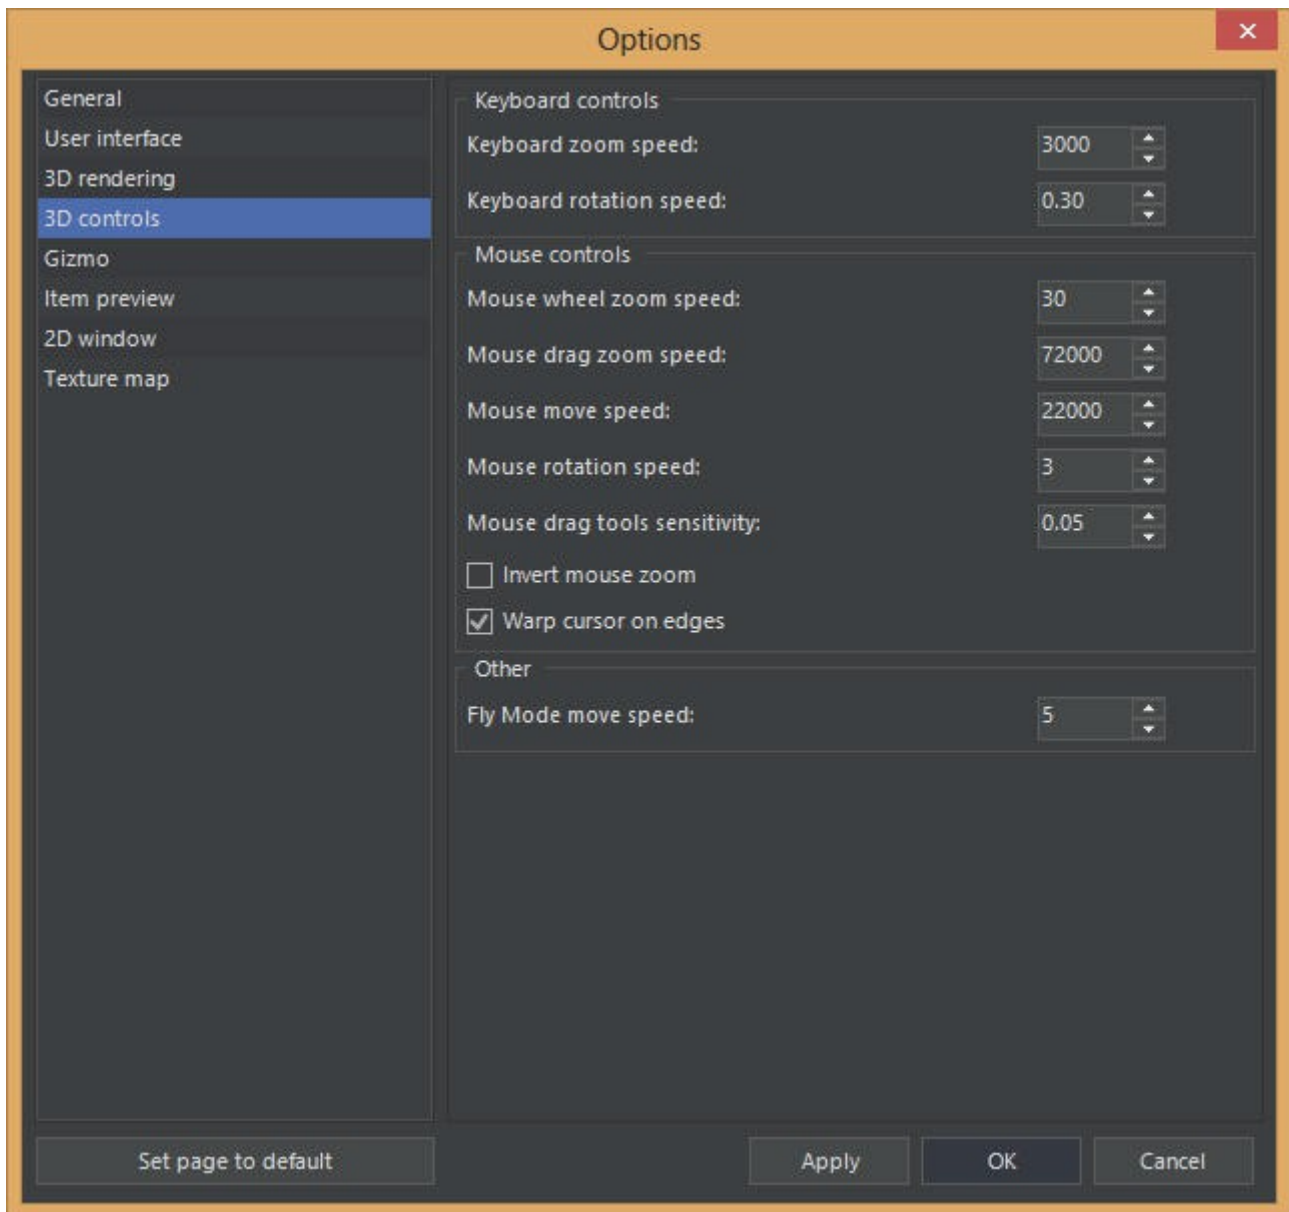 Options
General
User interface
3D rendering
3D controls
Gizmo
Item preview
2D window
Texture map
Keyboard controls
Keyboard zoom speed: 3000
Keyboard rotation speed: 0.30
Mouse controls
Mouse wheel zoom speed: 30
Mouse drag zoom speed: 72000
Mouse move speed: 22000
Mouse rotation speed: 3
Mouse drag tools sensitivity: 0.05
Invert mouse zoom
Warp cursor on edges
Other
Fly Mode move speed: 5
Set page to default
Apply
OK
Cancel